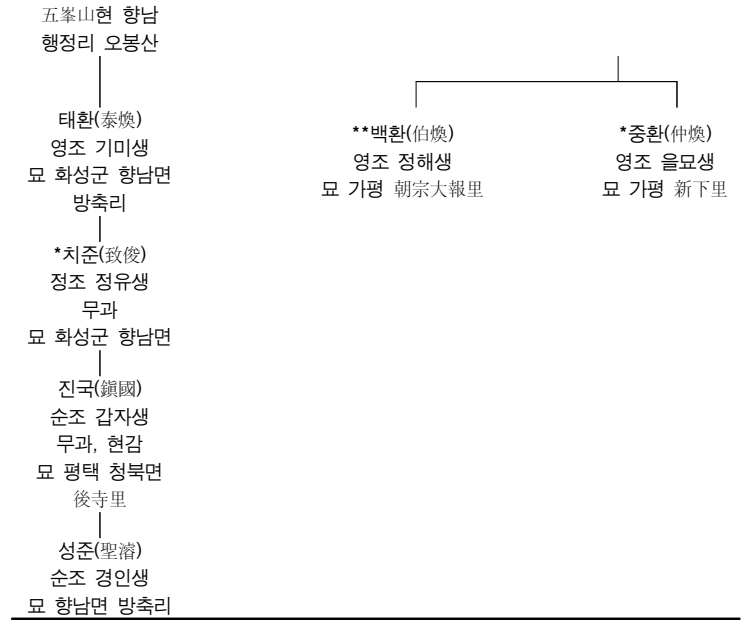 五峯山현 향남
행정리 오봉산
태환(泰煥)
영조 기미생
묘 화성군 향남면
방축리
*치준(致俊)
정조 정유생
무과
묘 화성군 향남면
진국(鎭國)
순조 갑자생
무과, 현감
묘 평택 청북면
後寺里
성준(聖濬)
순조 경인생
묘 향남면 방축리
**백환(伯煥)
영조 정해생
묘 가평 朝宗大報里
*중환(仲煥)
영조 을묘생
묘 가평 新下里